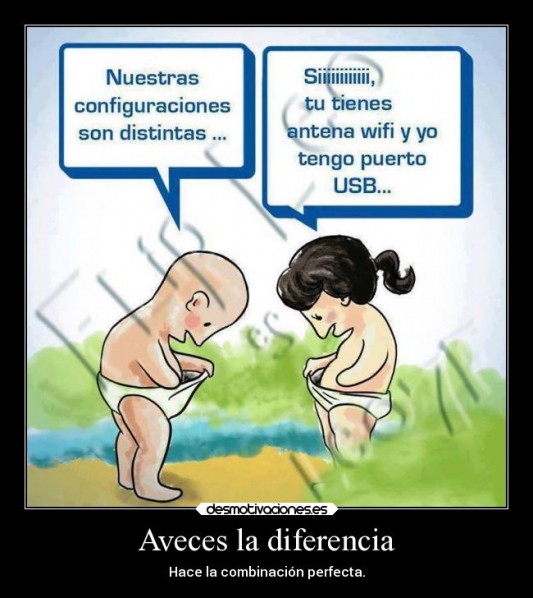 Nuestras
configuraciones
son distintas ...
Siiiiiiiiiiiii,
tu tienes
antena wifi y yo
tengo puerto
USB...
desmotivaciones.es
Aveces la diferencia
Hace la combinación perfecta.